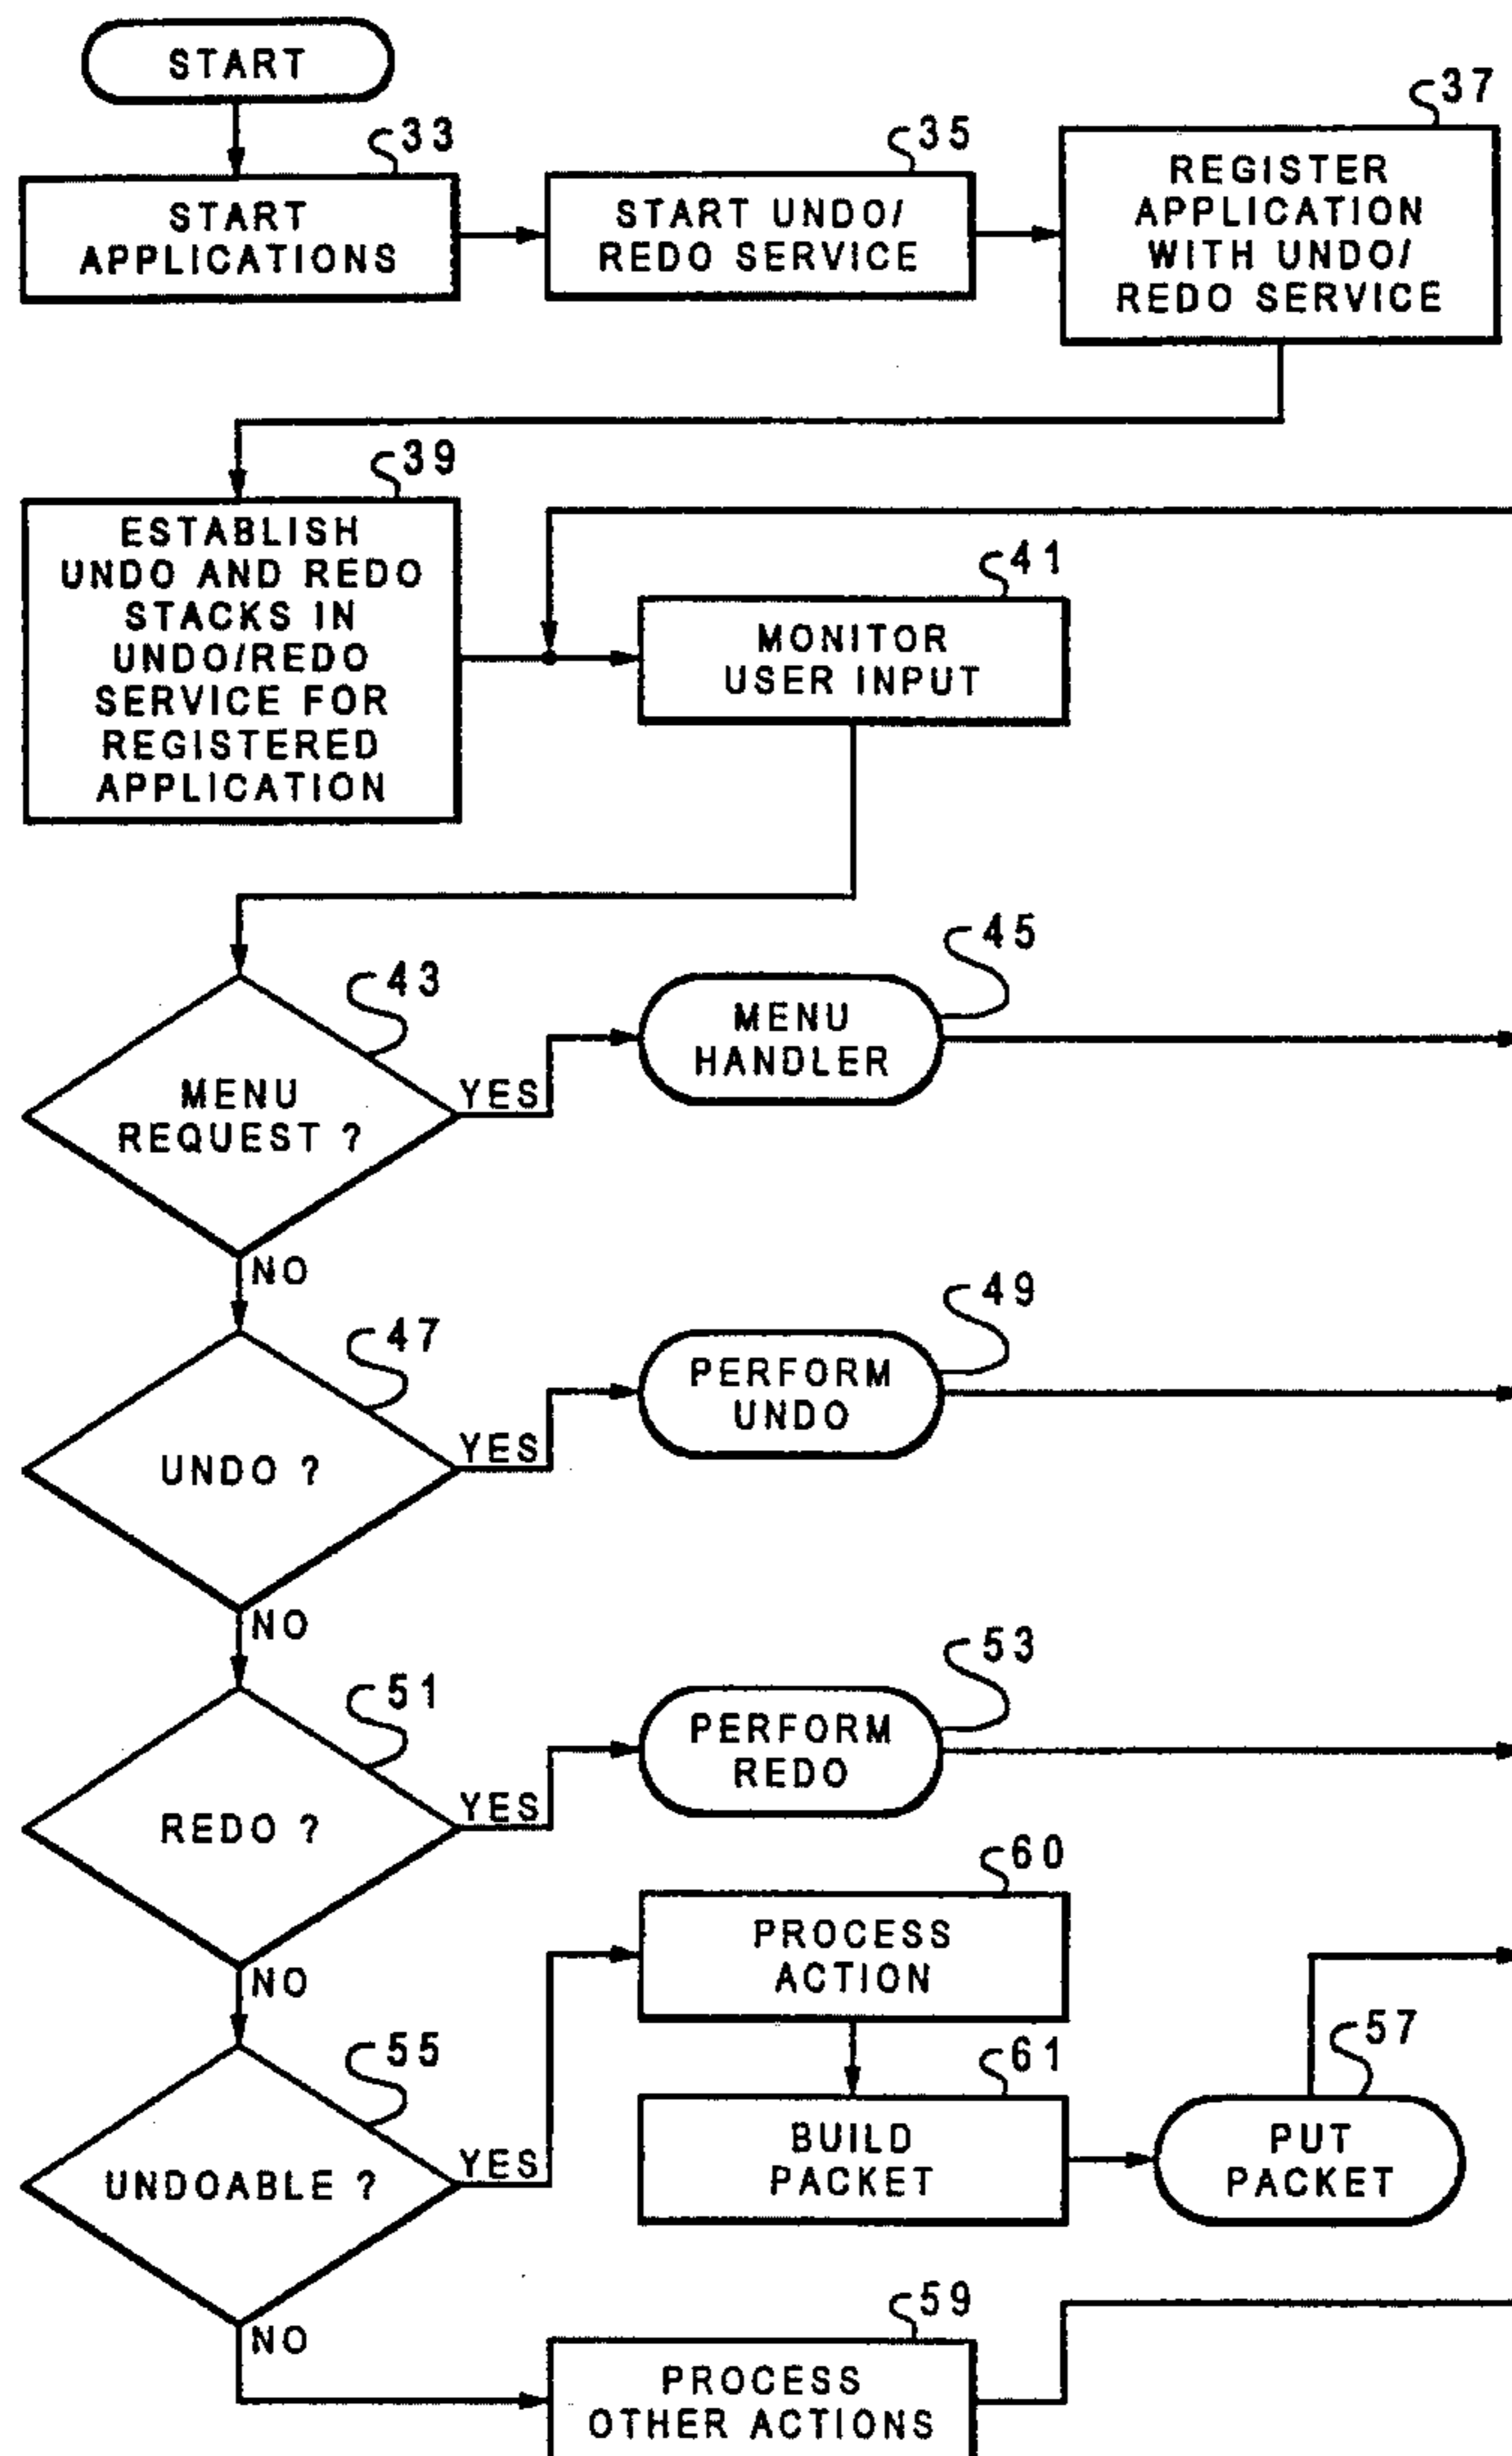 START
33
START
APPLICATIONS
35
START UNDO/
REDO SERVICE
37
REGISTER
APPLICATION
WITH UNDO/
REDO SERVICE
39
ESTABLISH
UNDO AND REDO
STACKS IN
UNDO/REDO
SERVICE FOR
REGISTERED
APPLICATION
41
MONITOR
USER INPUT
43
MENU
REQUEST ?
YES
NO
45
MENU
HANDLER
47
UNDO ?
YES
NO
49
PERFORM
UNDO
51
REDO ?
YES
NO
53
PERFORM
REDO
55
UNDOABLE ?
YES
NO
60
PROCESS
ACTION
61
BUILD
PACKET
57
PUT
PACKET
59
PROCESS
OTHER ACTIONS